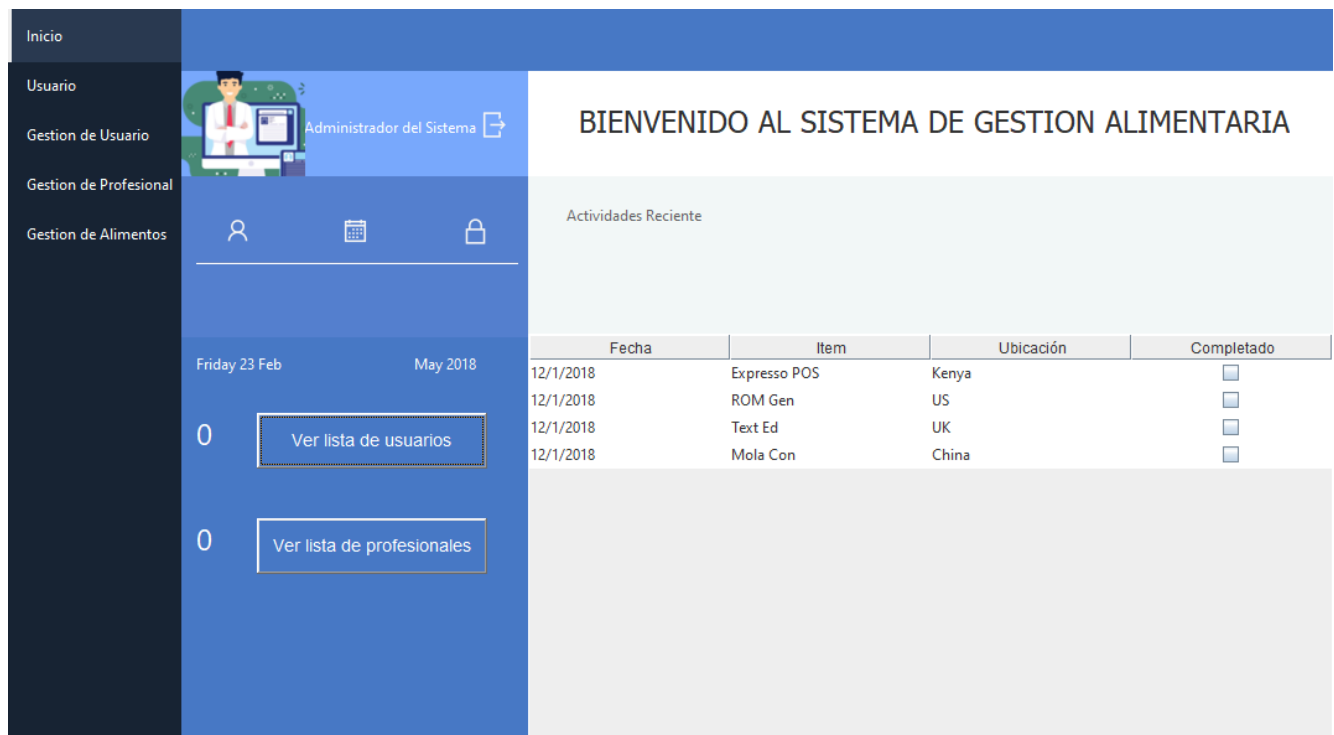 Inicio
Usuario
Gestion de Usuario
Gestion de Profesional
Gestion de Alimentos
Administrador del Sistema
BIENVENIDO AL SISTEMA DE GESTION ALIMENTARIA
Actividades Reciente
Friday 23 Feb May 2018
0 Ver lista de usuarios
0 Ver lista de profesionales
Fecha Item Ubicación Completado
12/1/2018 Expresso POS Kenya
12/1/2018 ROM Gen US
12/1/2018 Text Ed UK
12/1/2018 Mola Con China